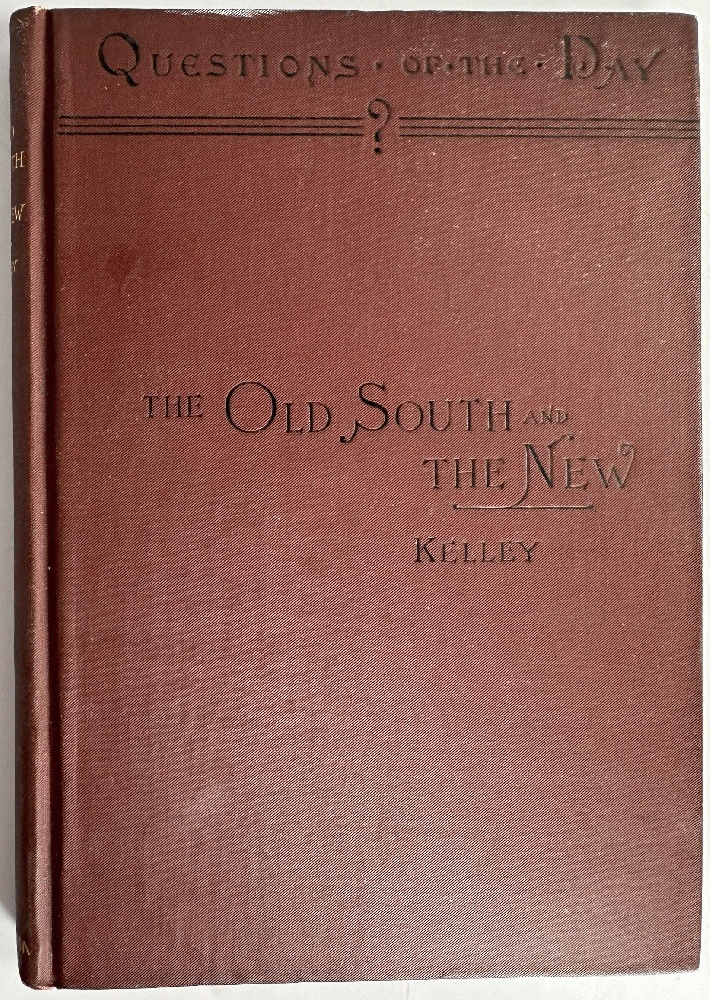 QUESTIONS · OF · THE · DAY
?
THE OLD SOUTH AND
THE NEW
KELLEY